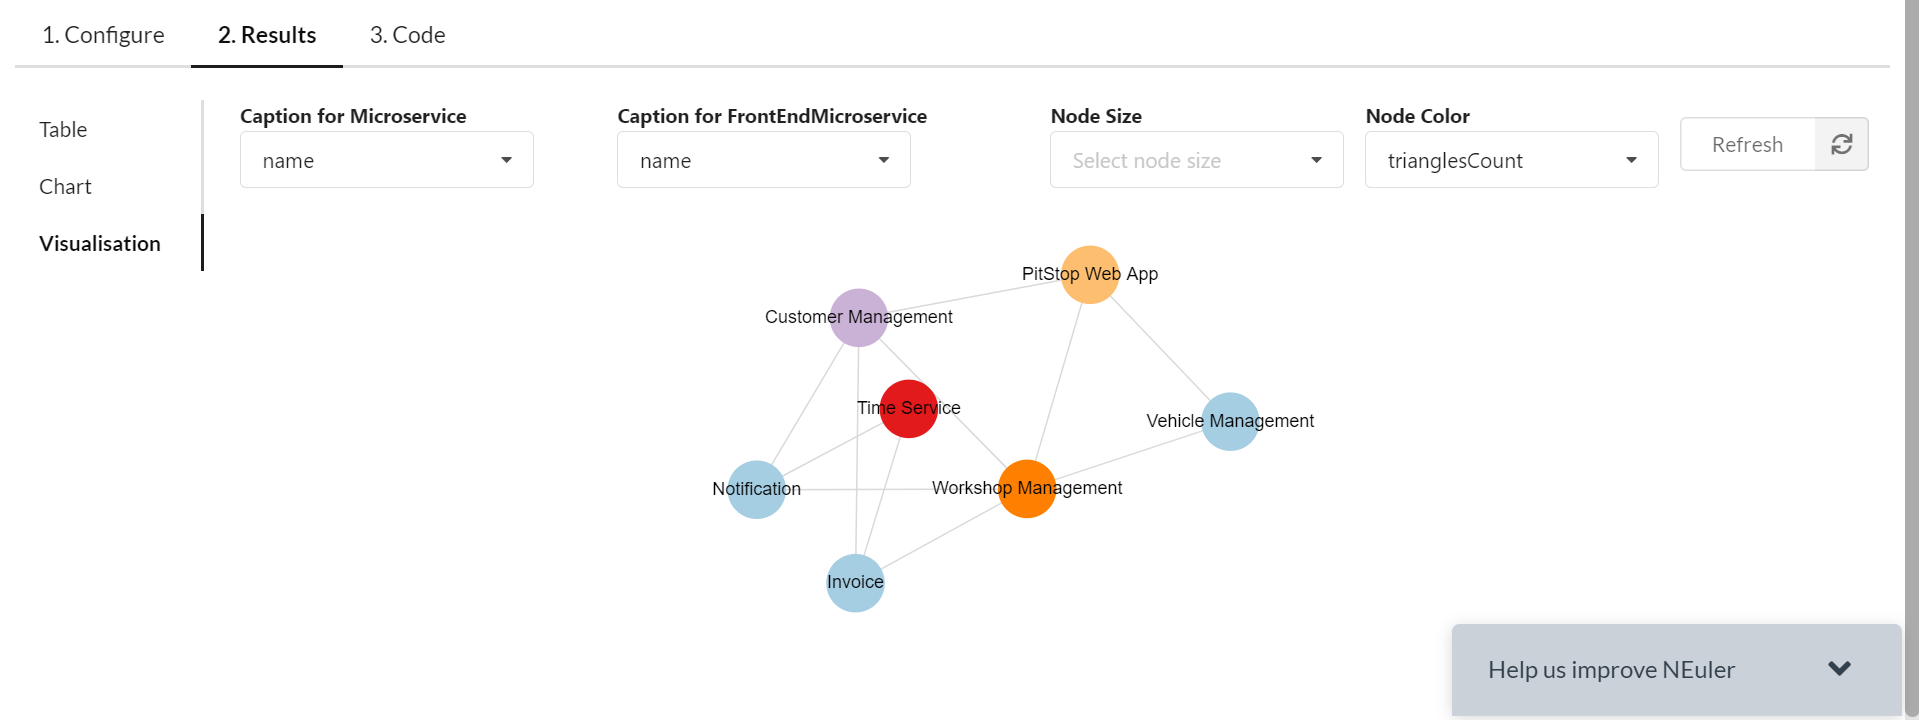 1. Configure
2. Results
3. Code
Table
Chart
Visualisation
Caption for Microservice
name
Caption for FrontEndMicroservice
name
Node Size
Select node size
Node Color
trianglesCount
Refresh
PitStop Web App
Customer Management
Time Service
Vehicle Management
Notification
Workshop Management
Invoice
Help us improve NEuler